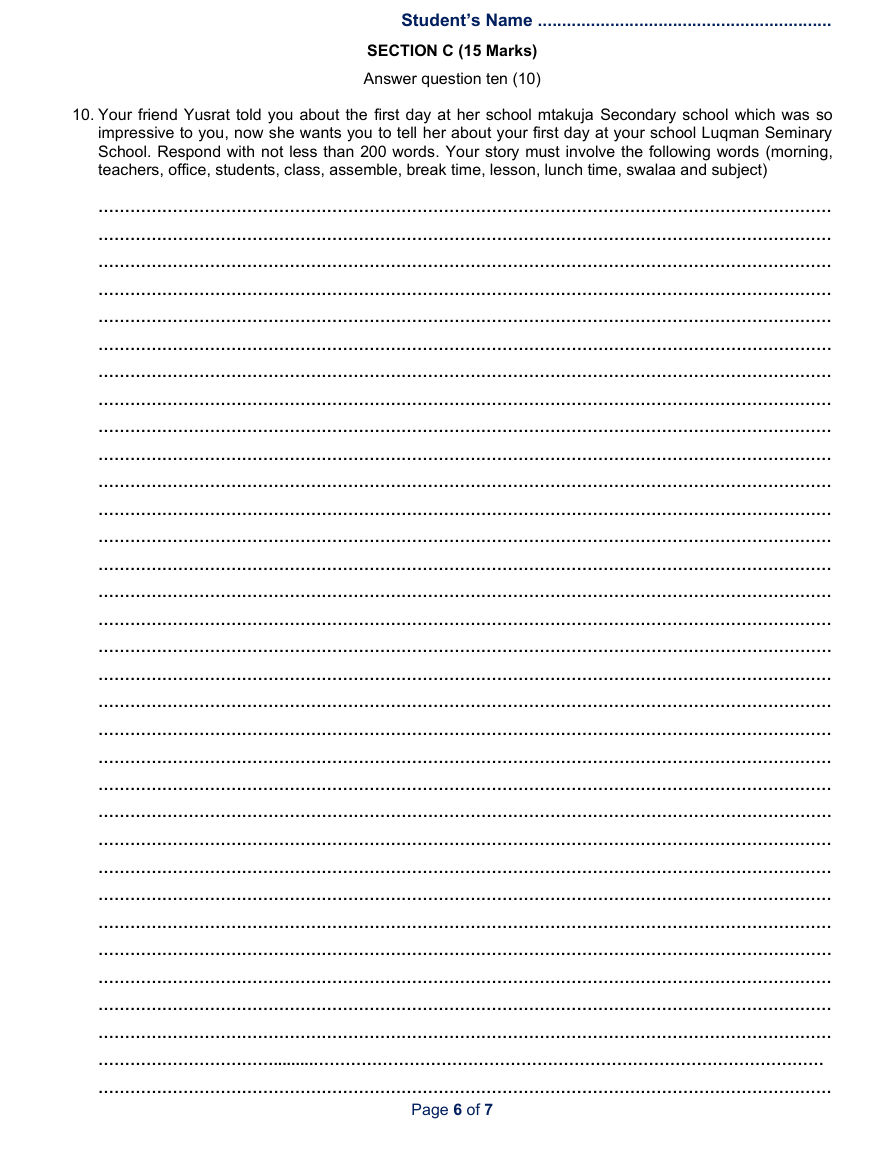 Student's Name ..............................................................
SECTION C (15 Marks)
Answer question ten (10)
10. Your friend Yusrat told you about the first day at her school mtakuja Secondary school which was so
impressive to you, now she wants you to tell her about your first day at your school Luqman Seminary
School. Respond with not less than 200 words. Your story must involve the following words (morning,
teachers, office, students, class, assemble, break time, lesson, lunch time, swalaa and subject)
Page 6 of 7